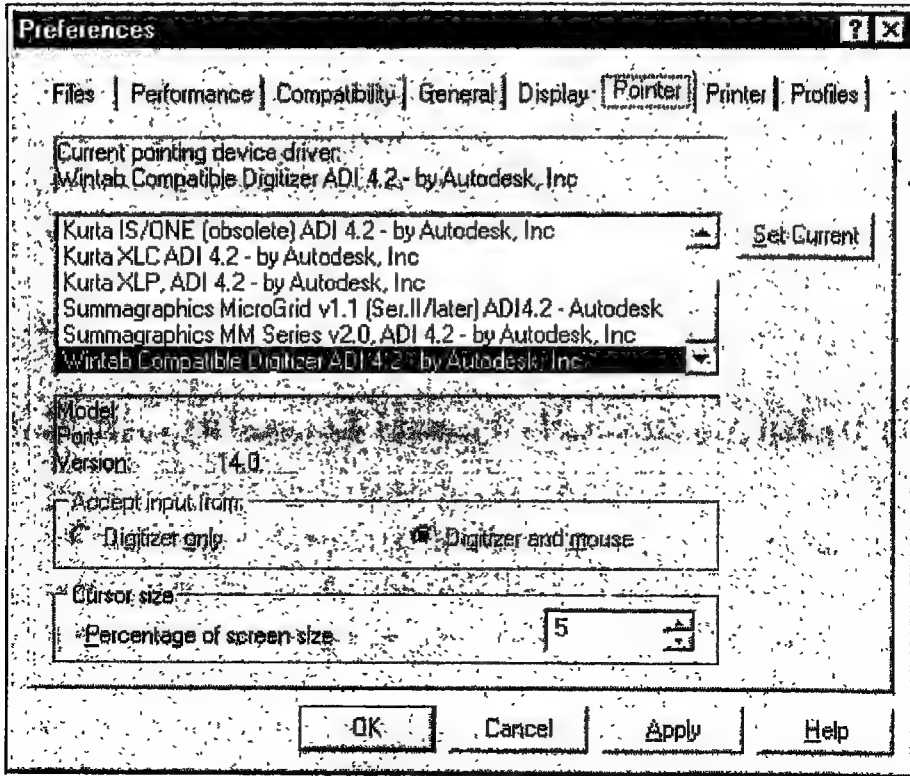 Preferences
Files Performance Compatibility General Display Pointer Printer Profiles
Current pointing device driver:
Wintab Compatible Digitizer ADI 4.2 - by Autodesk, Inc
Kurta IS/ONE (obsolete) ADI 4.2 - by Autodesk, Inc
Kurta XLC ADI 4.2 - by Autodesk, Inc
Kurta XLP, ADI 4.2 - by Autodesk, Inc
Summagraphics MicroGrid v1.1 (Ser.II/later) ADI4.2 - Autodesk
Summagraphics MM Series v2.0, ADI 4.2 - by Autodesk, Inc
Wintab Compatible Digitizer ADI 4.2 - by Autodesk, Inc
Set Current
Model:
Port:
Version: 14.0
Accept input from:
Digitizer only
Digitizer and mouse
Cursor size
Percentage of screen size
5
OK Cancel Apply Help